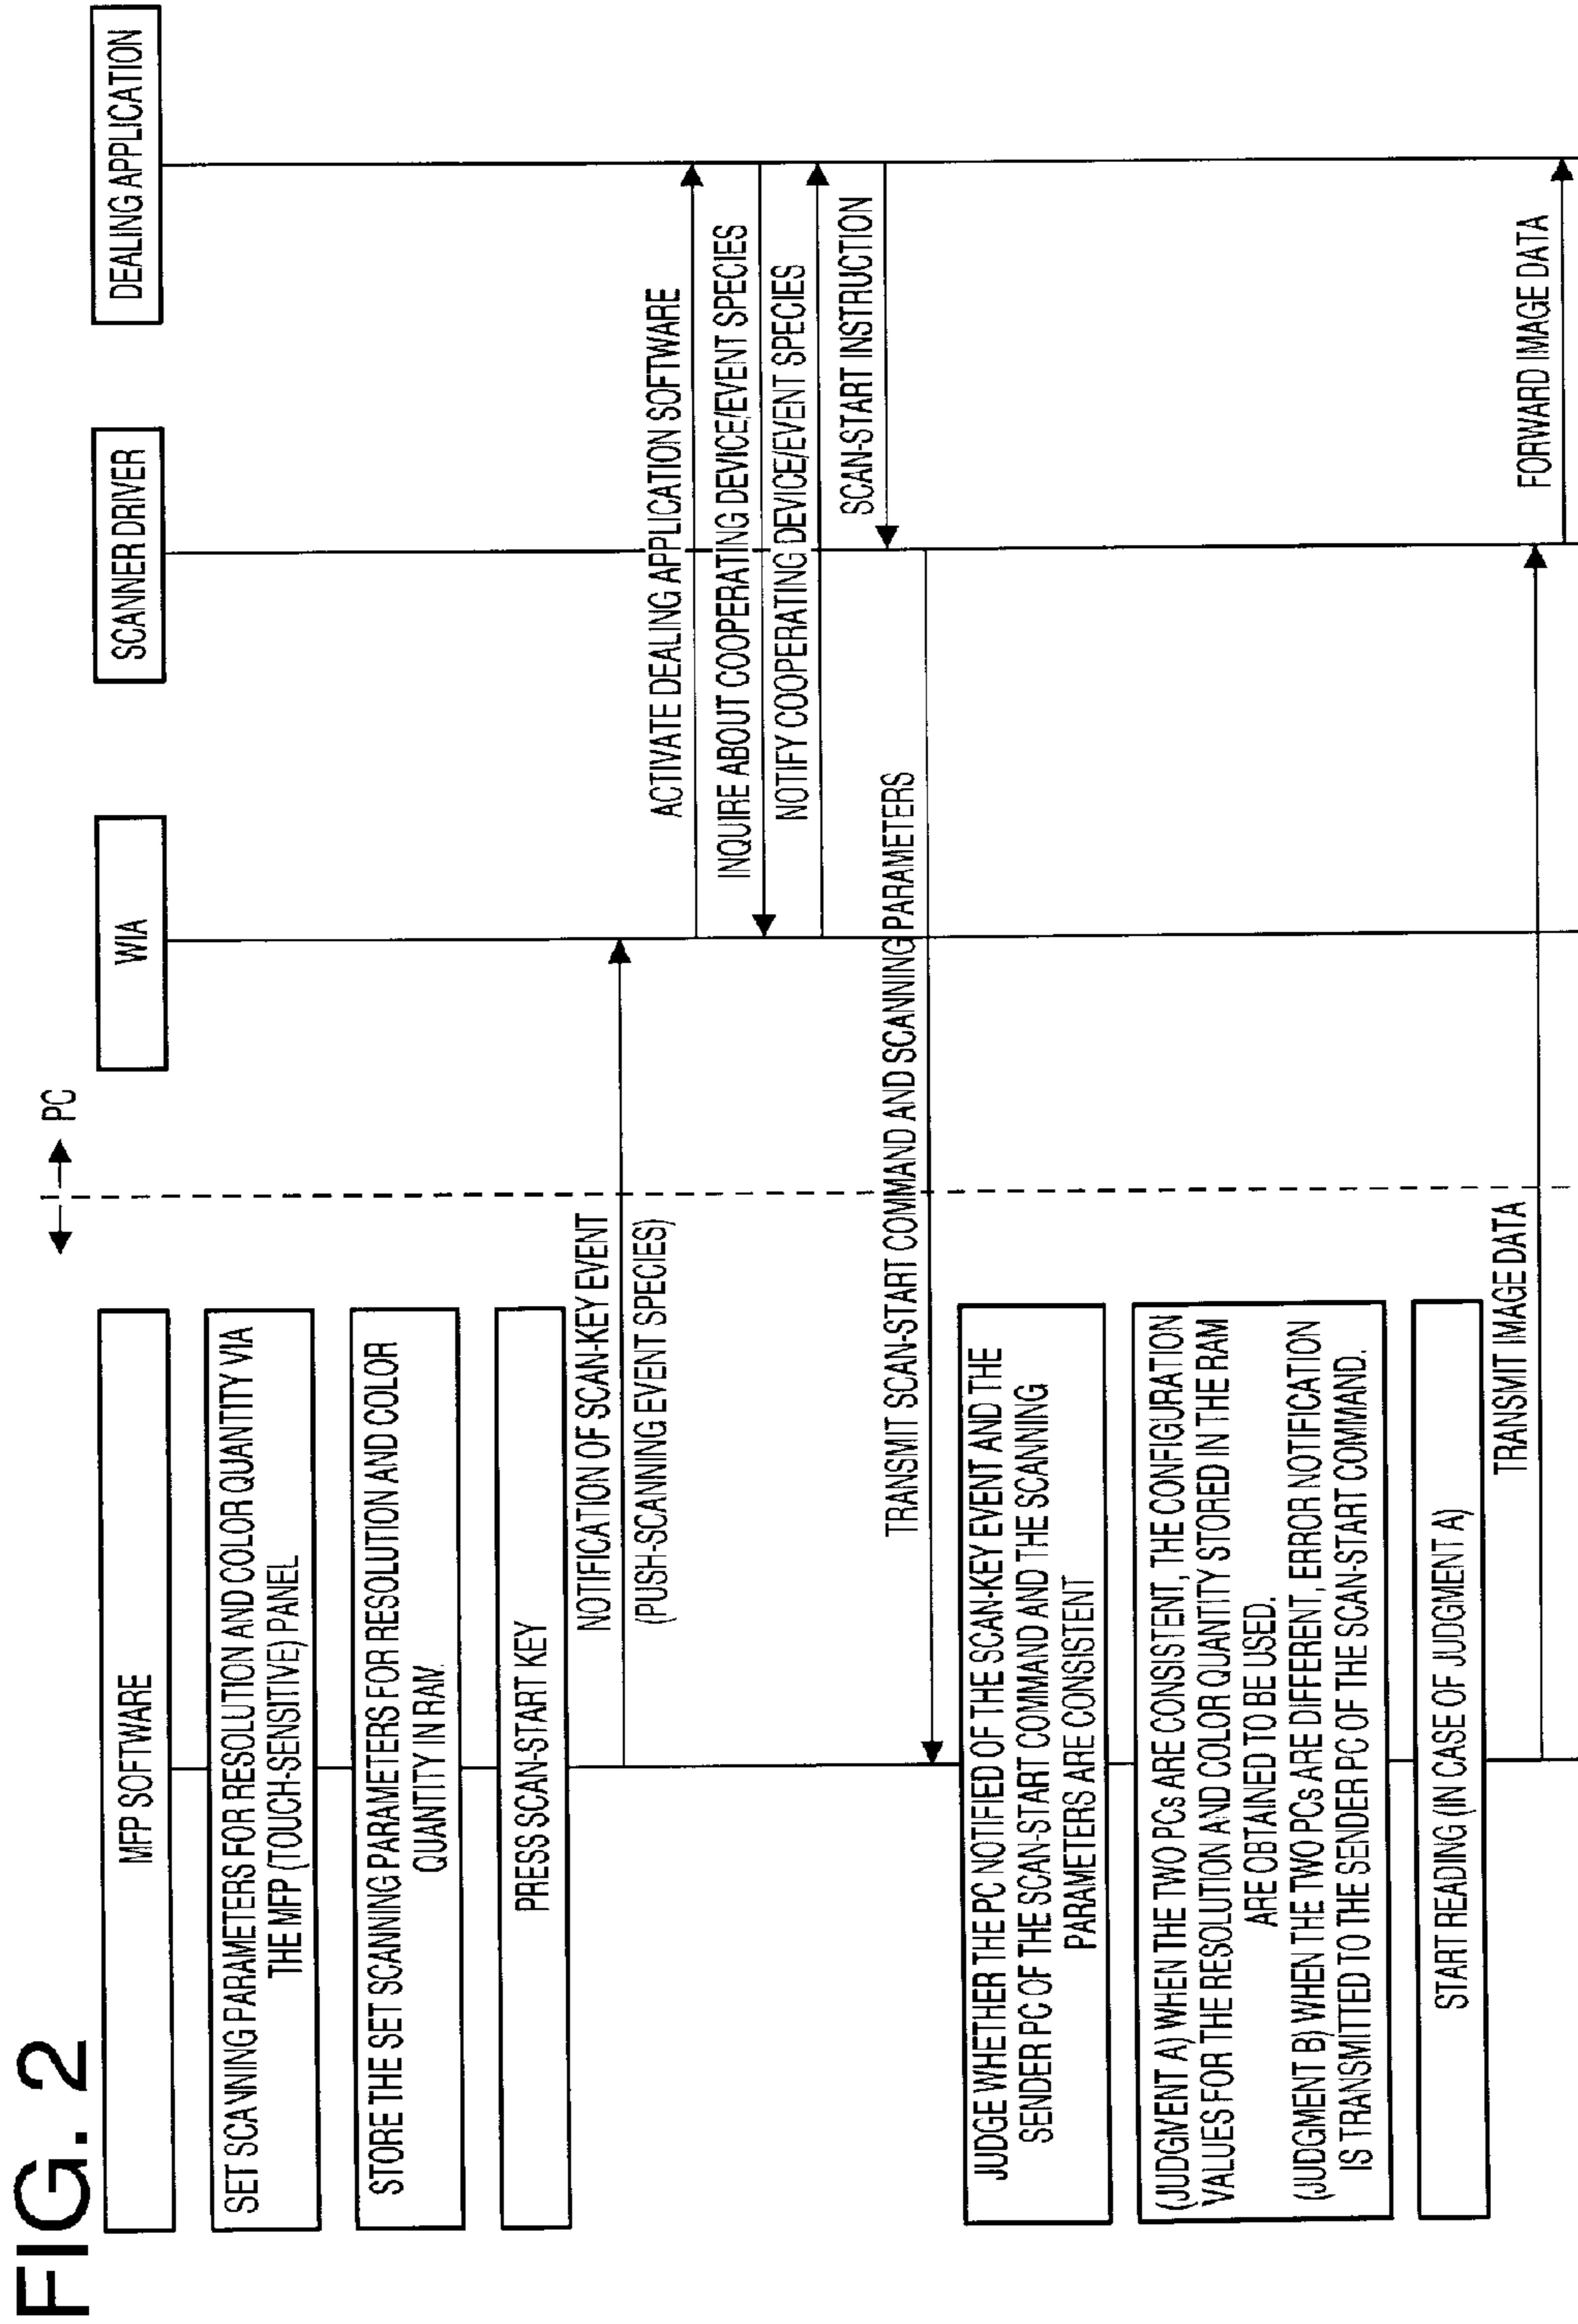 FIG. 2
PC
MFP SOFTWARE
WIA
SCANNER DRIVER
DEALING APPLICATION
SET SCANNING PARAMETERS FOR RESOLUTION AND COLOR QUANTITY VIA
THE MFP (TOUCH-SENSITIVE) PANEL
STORE THE SET SCANNING PARAMETERS FOR RESOLUTION AND COLOR
QUANTITY IN RAM.
PRESS SCAN-START KEY
NOTIFICATION OF SCAN-KEY EVENT
(PUSH-SCANNING EVENT SPECIES)
ACTIVATE DEALING APPLICATION SOFTWARE
INQUIRE ABOUT COOPERATING DEVICE/EVENT SPECIES
NOTIFY COOPERATING DEVICE/EVENT SPECIES
SCAN-START INSTRUCTION
TRANSMIT SCAN-START COMMAND AND SCANNING PARAMETERS
JUDGE WHETHER THE PC NOTIFIED OF THE SCAN-KEY EVENT AND THE
SENDER PC OF THE SCAN-START COMMAND AND THE SCANNING
PARAMETERS ARE CONSISTENT
(JUDGMENT A) WHEN THE TWO PCs ARE CONSISTENT, THE CONFIGURATION
VALUES FOR THE RESOLUTION AND COLOR QUANTITY STORED IN THE RAM
ARE OBTAINED TO BE USED.
(JUDGMENT B) WHEN THE TWO PCs ARE DIFFERENT, ERROR NOTIFICATION
IS TRANSMITTED TO THE SENDER PC OF THE SCAN-START COMMAND.
START READING (IN CASE OF JUDGMENT A)
TRANSMIT IMAGE DATA
FORWARD IMAGE DATA